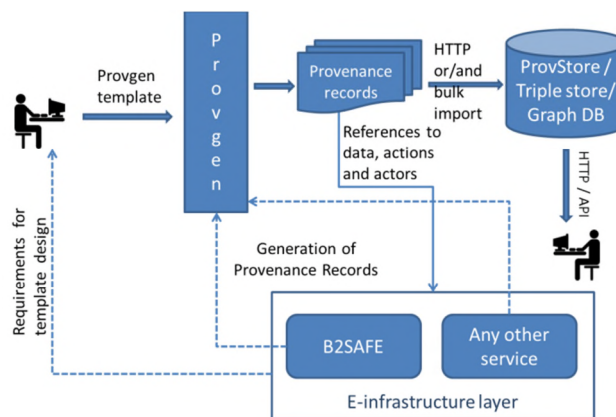 Provgen
template
Provgen
Provenance
records
HTTP
or/and
bulk
import
ProvStore /
Triple store/
Graph DB
References to
data, actions
and actors
HTTP / API
Requirements for
template design
Generation of
Provenance Records
B2SAFE
Any other
service
E-infrastructure layer